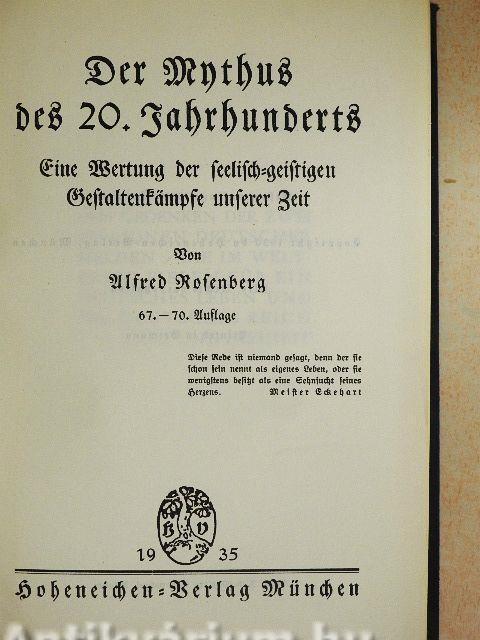 Der Mythus
des 20. Jahrhunderts
Eine Wertung der seelisch-geistigen
Gestaltenkämpfe unserer Zeit
Von
Alfred Rosenberg
67.–70. Auflage
Diese Rede ist niemand gesagt, denn der sie
schon sein nennt als eigenes Leben, oder sie
wenigstens besitzt als eine Sehnsucht seines
Herzens. Meister Eckehart
H V
19 35
Hoheneichen-Verlag München
Antikvárium.hu